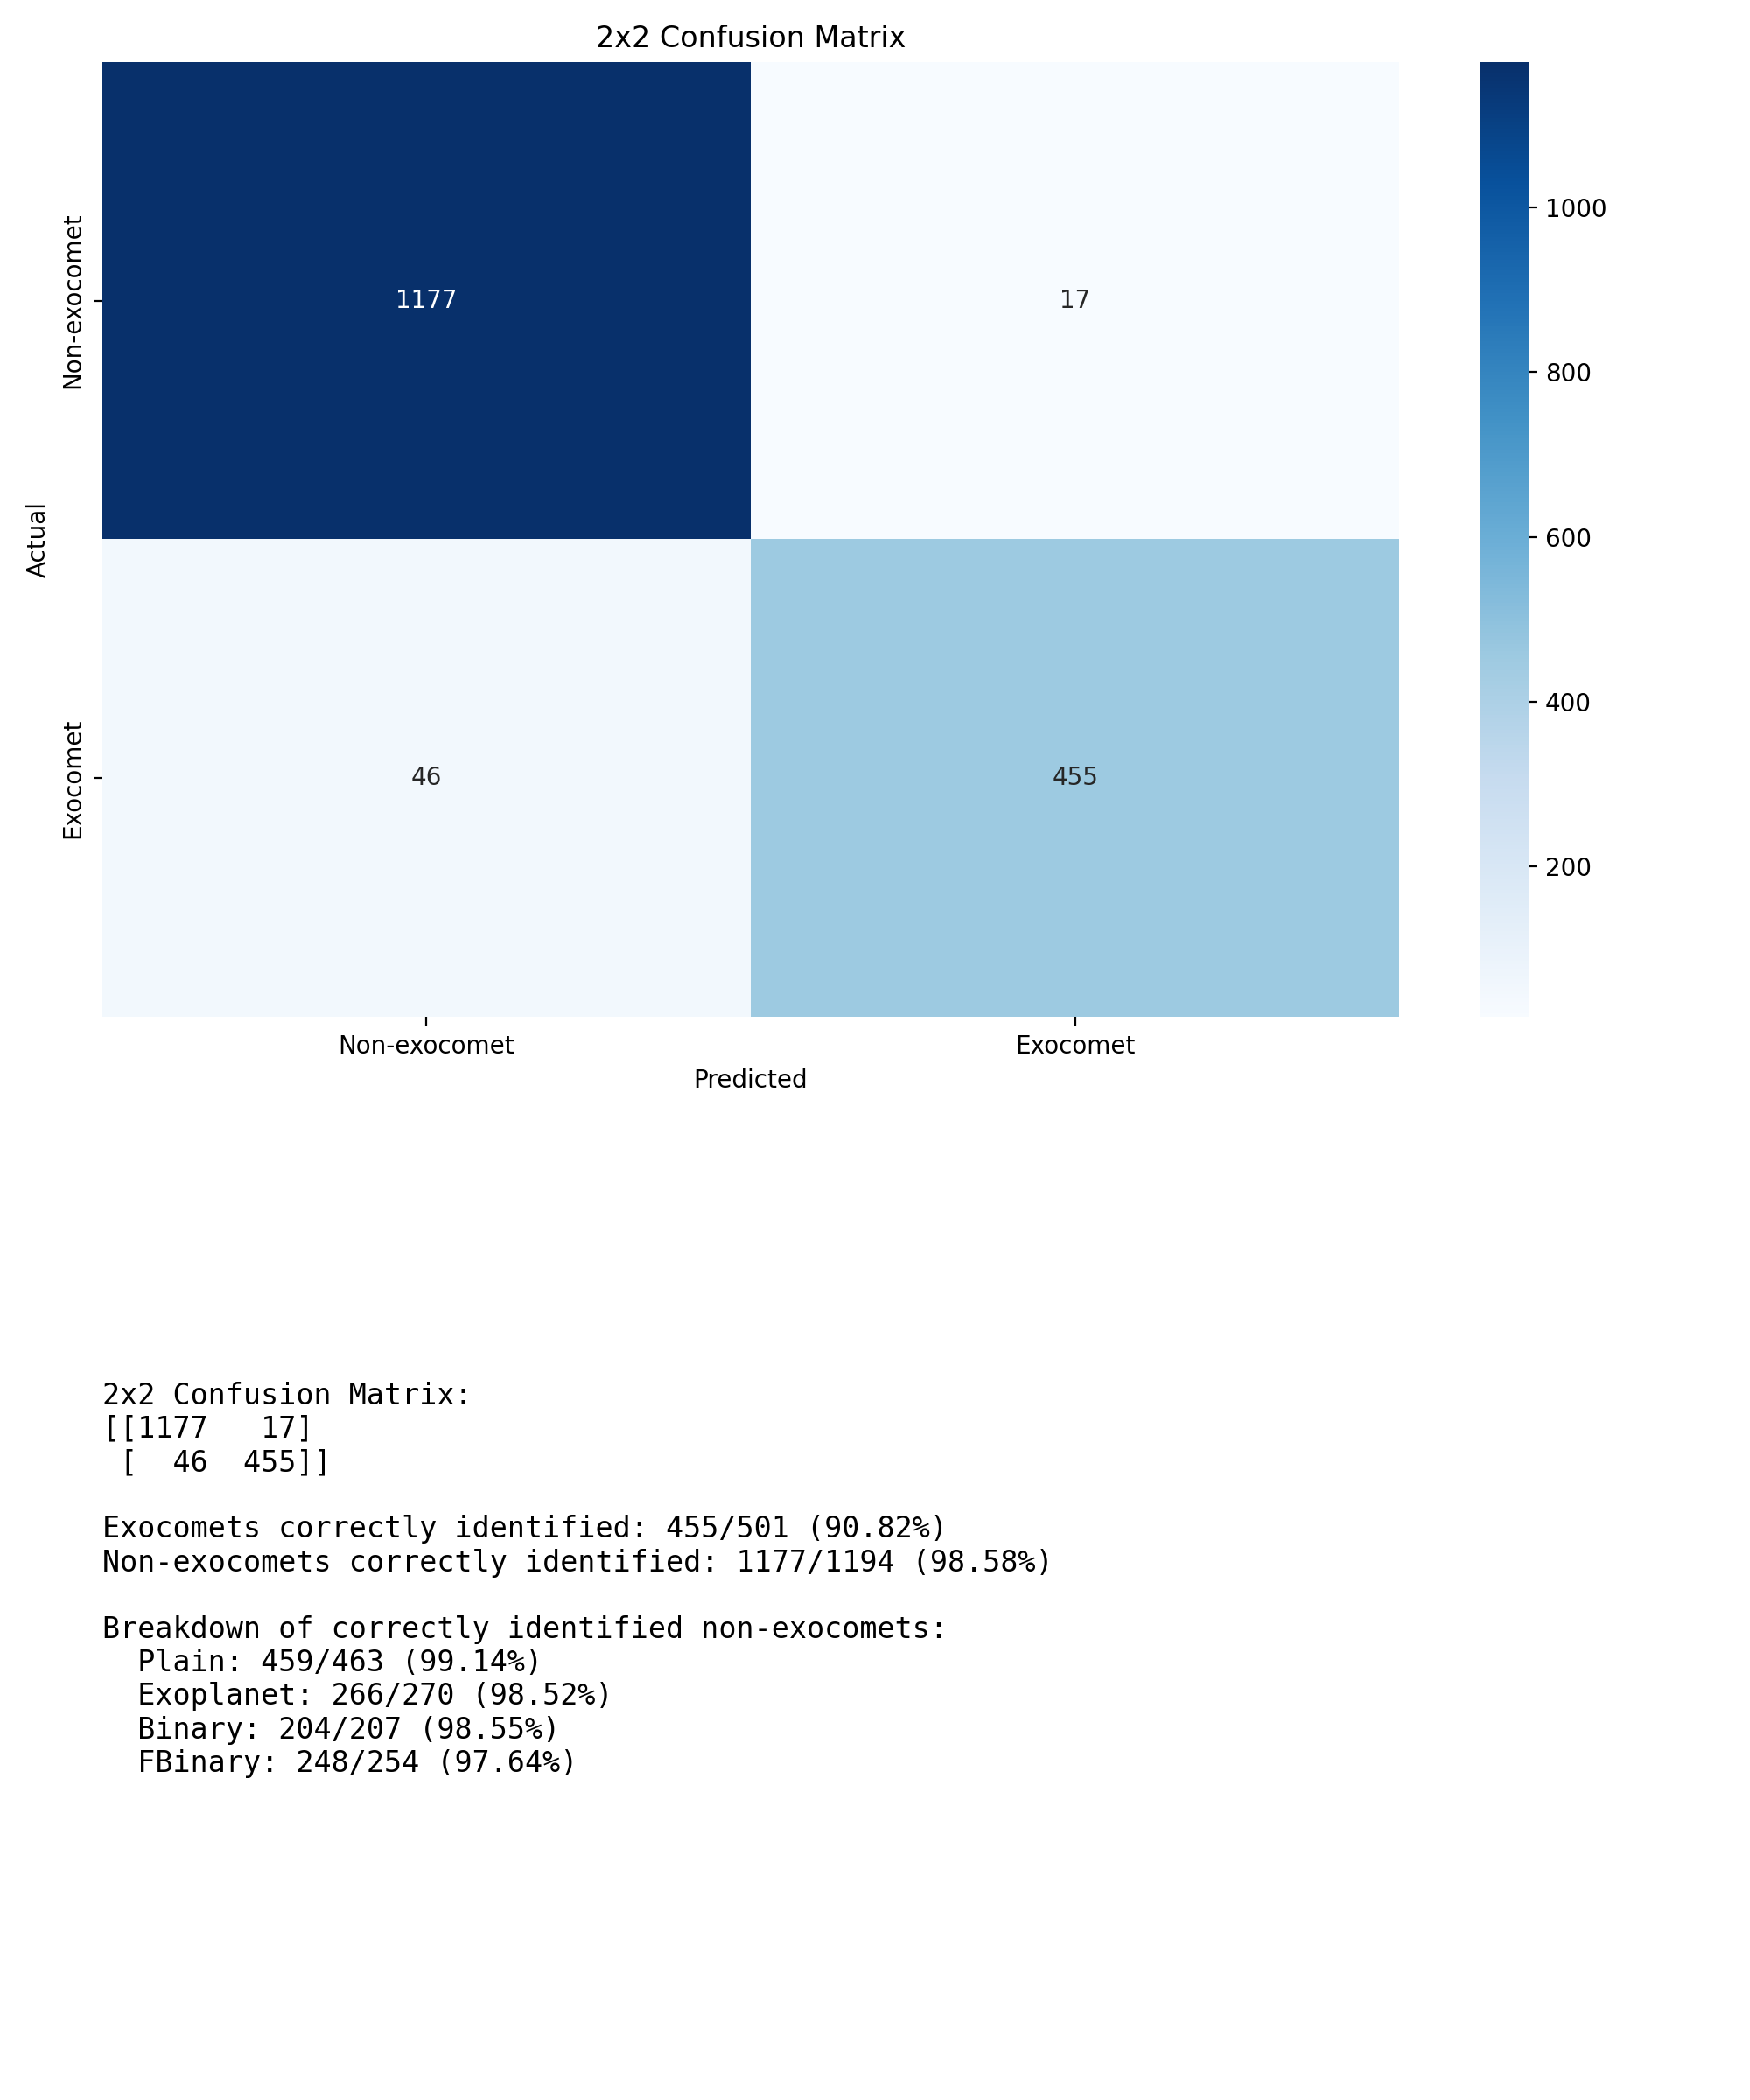 2x2 Confusion Matrix
Non-exocomet
1177
17
1000
800
600
400
200
Actual
Exocomet
46
455
Non-exocomet
Exocomet
Predicted
2x2 Confusion Matrix:
[[1177   17]
 [  46  455]]
Exocomets correctly identified: 455/501 (90.82%)
Non-exocomets correctly identified: 1177/1194 (98.58%)
Breakdown of correctly identified non-exocomets:
  Plain: 459/463 (99.14%)
  Exoplanet: 266/270 (98.52%)
  Binary: 204/207 (98.55%)
  FBinary: 248/254 (97.64%)